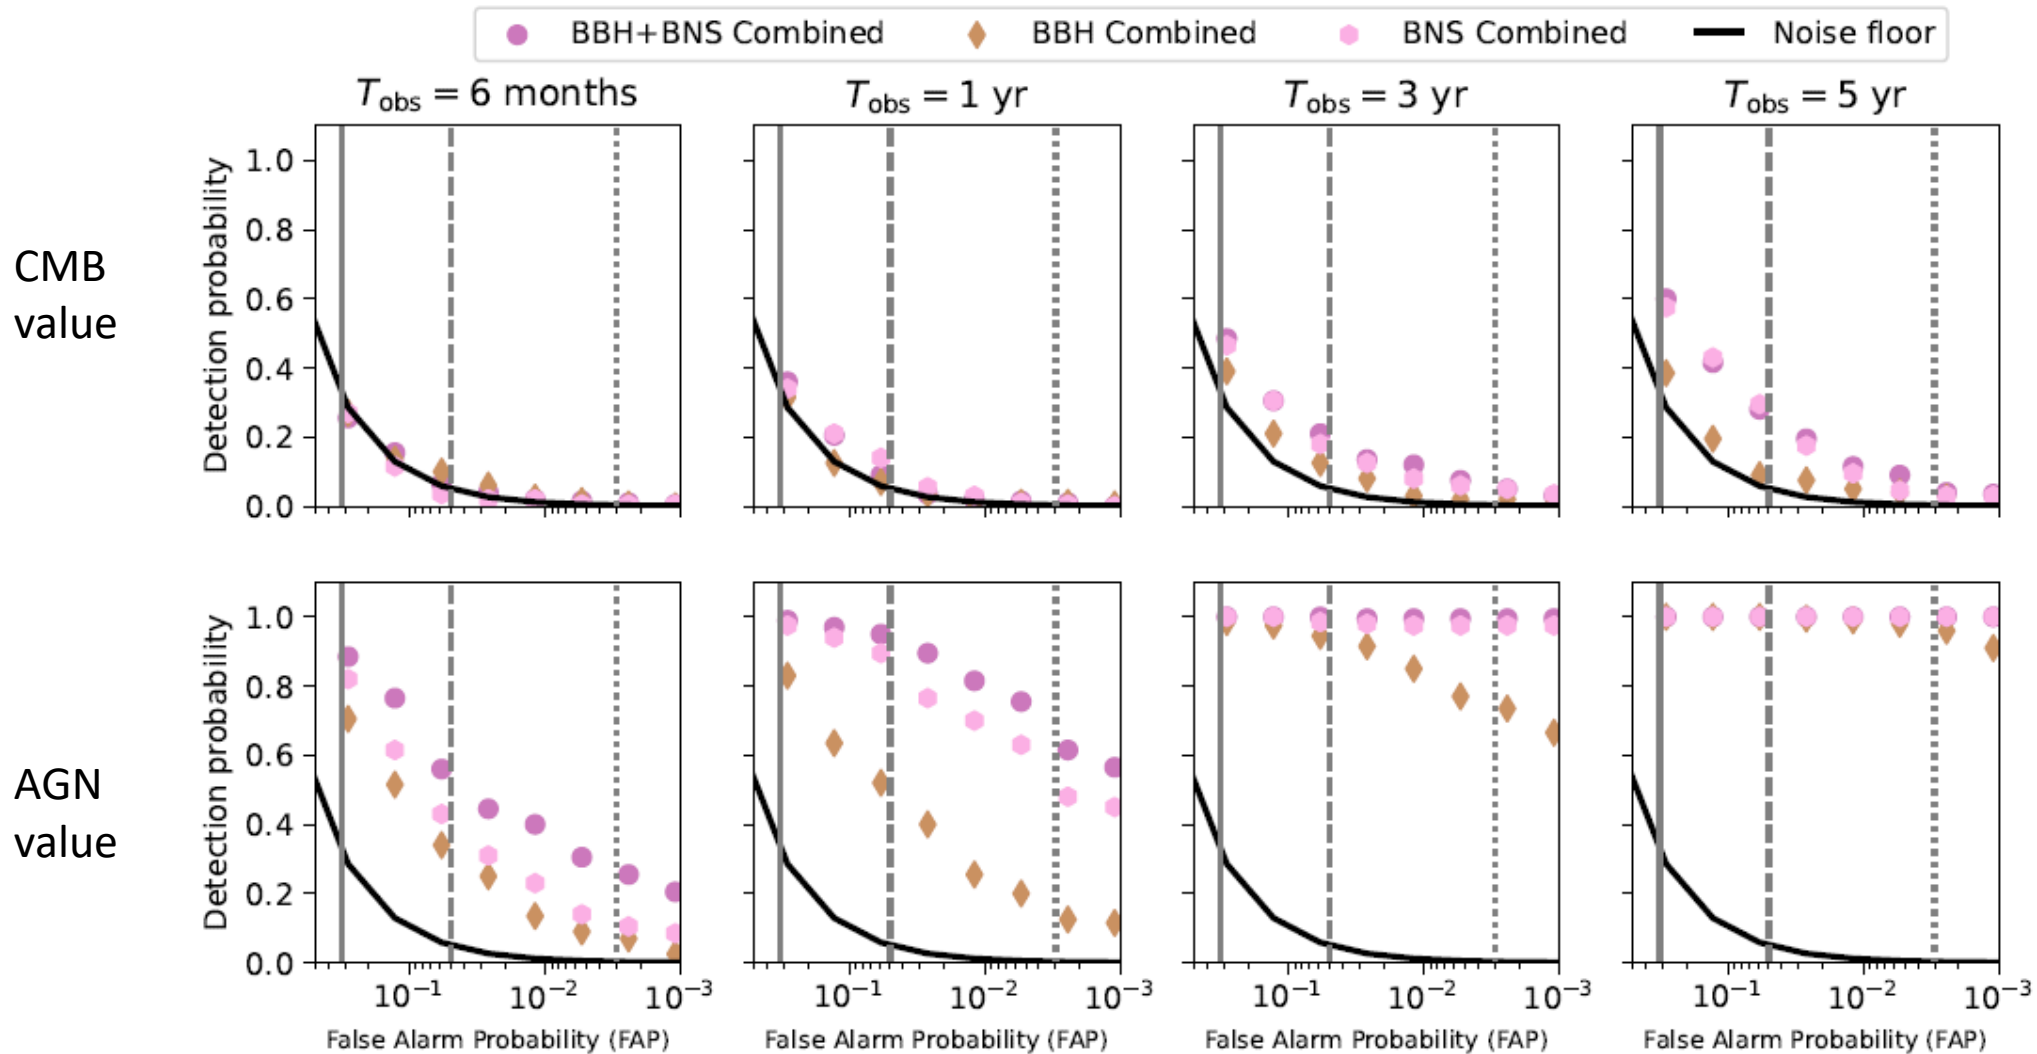 BBH+BNS Combined BBH Combined BNS Combined Noise floor
T_obs = 6 months T_obs = 1 yr T_obs = 3 yr T_obs = 5 yr
CMB
value
Detection probability
1.0
0.8
0.6
0.4
0.2
0.0
AGN
value
Detection probability
1.0
0.8
0.6
0.4
0.2
0.0
10⁻¹ 10⁻² 10⁻³ 10⁻¹ 10⁻² 10⁻³ 10⁻¹ 10⁻² 10⁻³ 10⁻¹ 10⁻² 10⁻³
False Alarm Probability (FAP) False Alarm Probability (FAP) False Alarm Probability (FAP) False Alarm Probability (FAP)